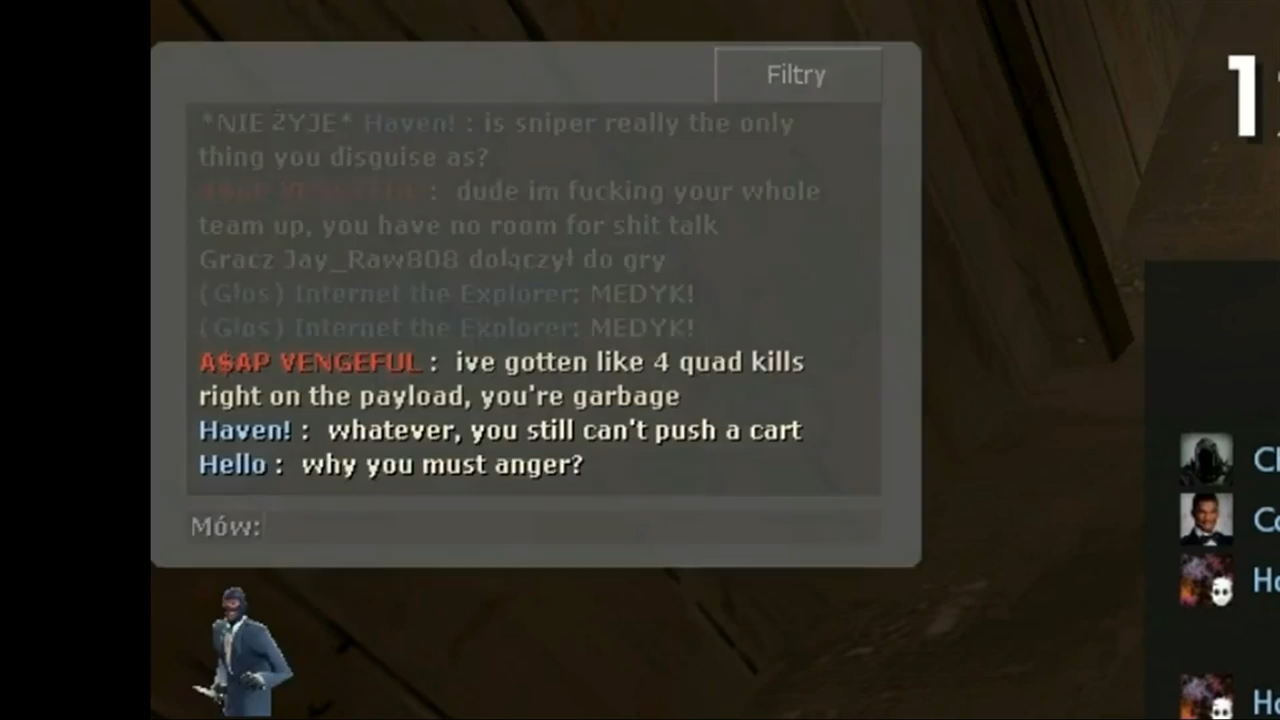 Filtry
*NIE ŻYJE* Haven! : is sniper really the only
thing you disguise as?
A$AP VENGEFUL : dude im fucking your whole
team up, you have no room for shit talk
Gracz Jay_Raw808 dołączył do gry
(Głos) Internet the Explorer: MEDYK!
(Głos) Internet the Explorer: MEDYK!
A$AP VENGEFUL : ive gotten like 4 quad kills
right on the payload, you're garbage
Haven! : whatever, you still can't push a cart
Hello : why you must anger?
Mów: